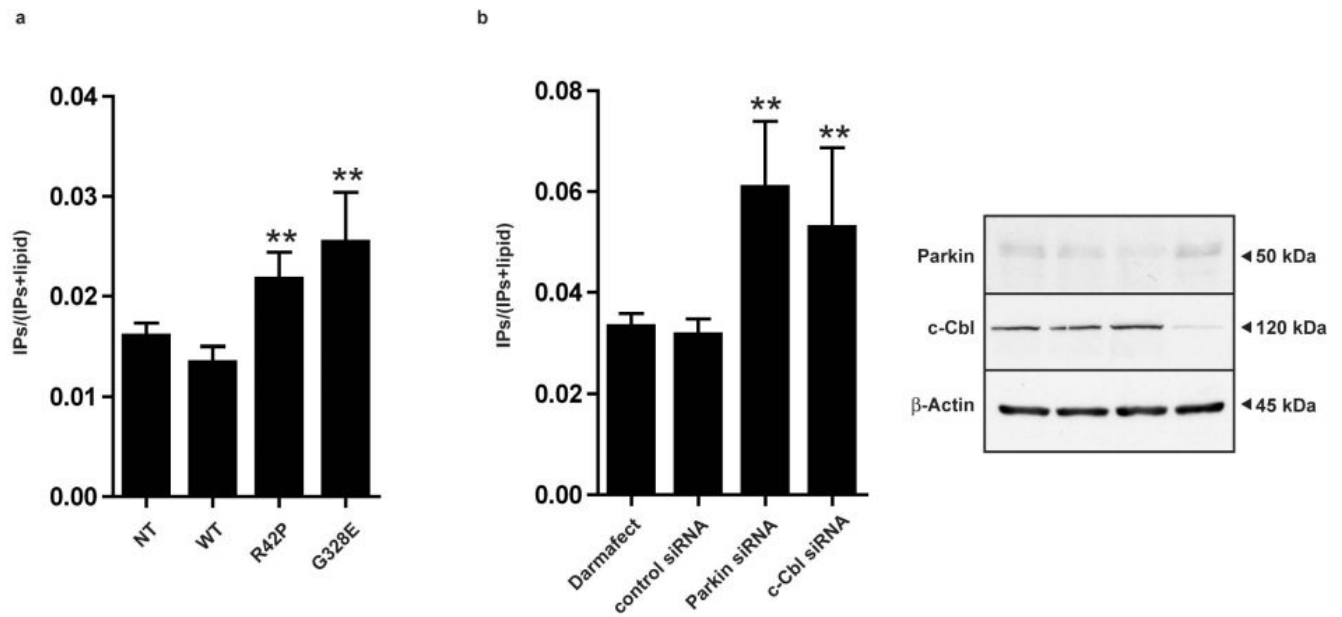 a
b
0.04
0.03
0.02
0.01
0.00
IPs/(IPs+lipid)
**
**
NT
WT
R42P
G328E
0.08
0.06
0.04
0.02
0.00
IPs/(IPs+lipid)
**
**
Darmafect
control siRNA
Parkin siRNA
c-Cbl siRNA
Parkin
◄50 kDa
c-Cbl
◄120 kDa
β-Actin
◄45 kDa